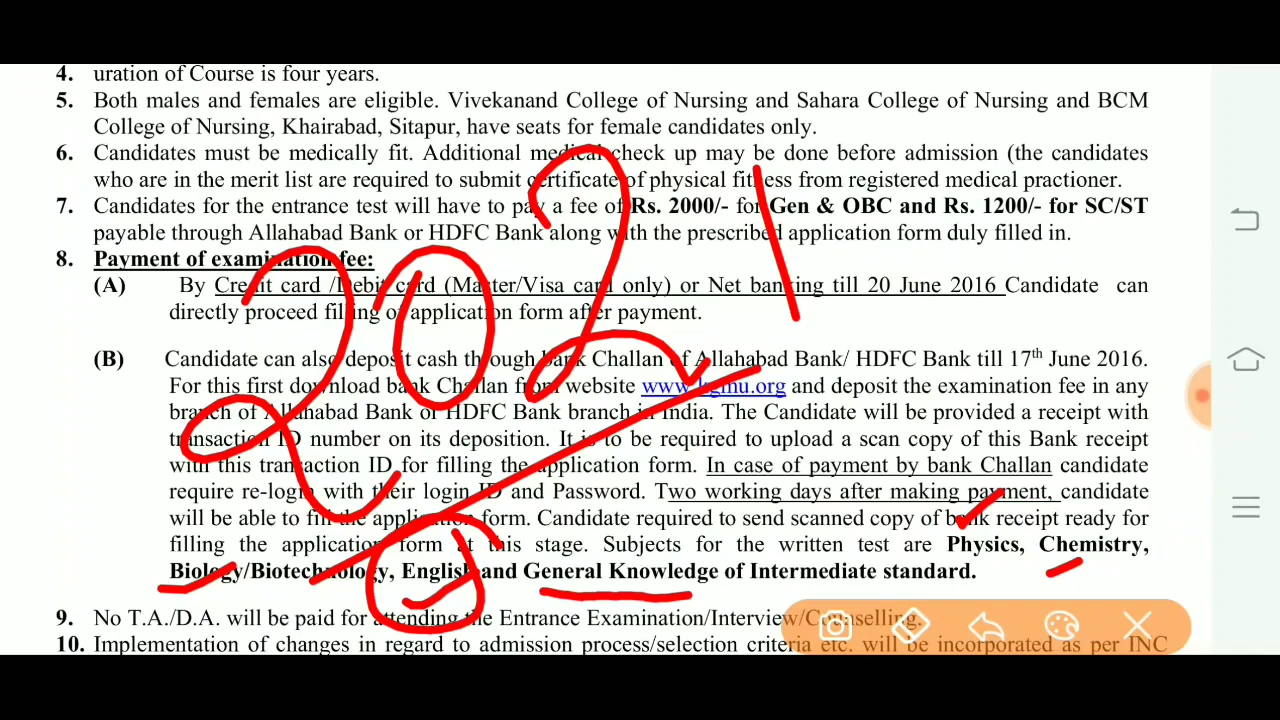 4. uration of Course is four years.
5. Both males and females are eligible. Vivekanand College of Nursing and Sahara College of Nursing and BCM
College of Nursing, Khairabad, Sitapur, have seats for female candidates only.
6. Candidates must be medically fit. Additional medical check up may be done before admission (the candidates
who are in the merit list are required to submit certificate of physical fitness from registered medical practioner.
7. Candidates for the entrance test will have to pay a fee of Rs. 2000/- for Gen & OBC and Rs. 1200/- for SC/ST
payable through Allahabad Bank or HDFC Bank along with the prescribed application form duly filled in.
8. Payment of examination fee:
(A) By Credit card /Debit card (Master/Visa card only) or Net banking till 20 June 2016 Candidate can
directly proceed filling of application form after payment.
(B) Candidate can also deposit cash through bank Challan of Allahabad Bank/ HDFC Bank till 17th June 2016.
For this first download bank Challan from website www.kgmu.org and deposit the examination fee in any
branch of Allahabad Bank or HDFC Bank branch in India. The Candidate will be provided a receipt with
transaction ID number on its deposition. It is to be required to upload a scan copy of this Bank receipt
with this transaction ID for filling the application form. In case of payment by bank Challan candidate
require re-login with their login ID and Password. Two working days after making payment, candidate
will be able to fill the application form. Candidate required to send scanned copy of bank receipt ready for
filling the application form at this stage. Subjects for the written test are Physics, Chemistry,
Biology/Biotechnology, English and General Knowledge of Intermediate standard.
9. No T.A./D.A. will be paid for attending the Entrance Examination/Interview/Counselling.
10. Implementation of changes in regard to admission process/selection criteria etc. will be incorporated as per INC
2021